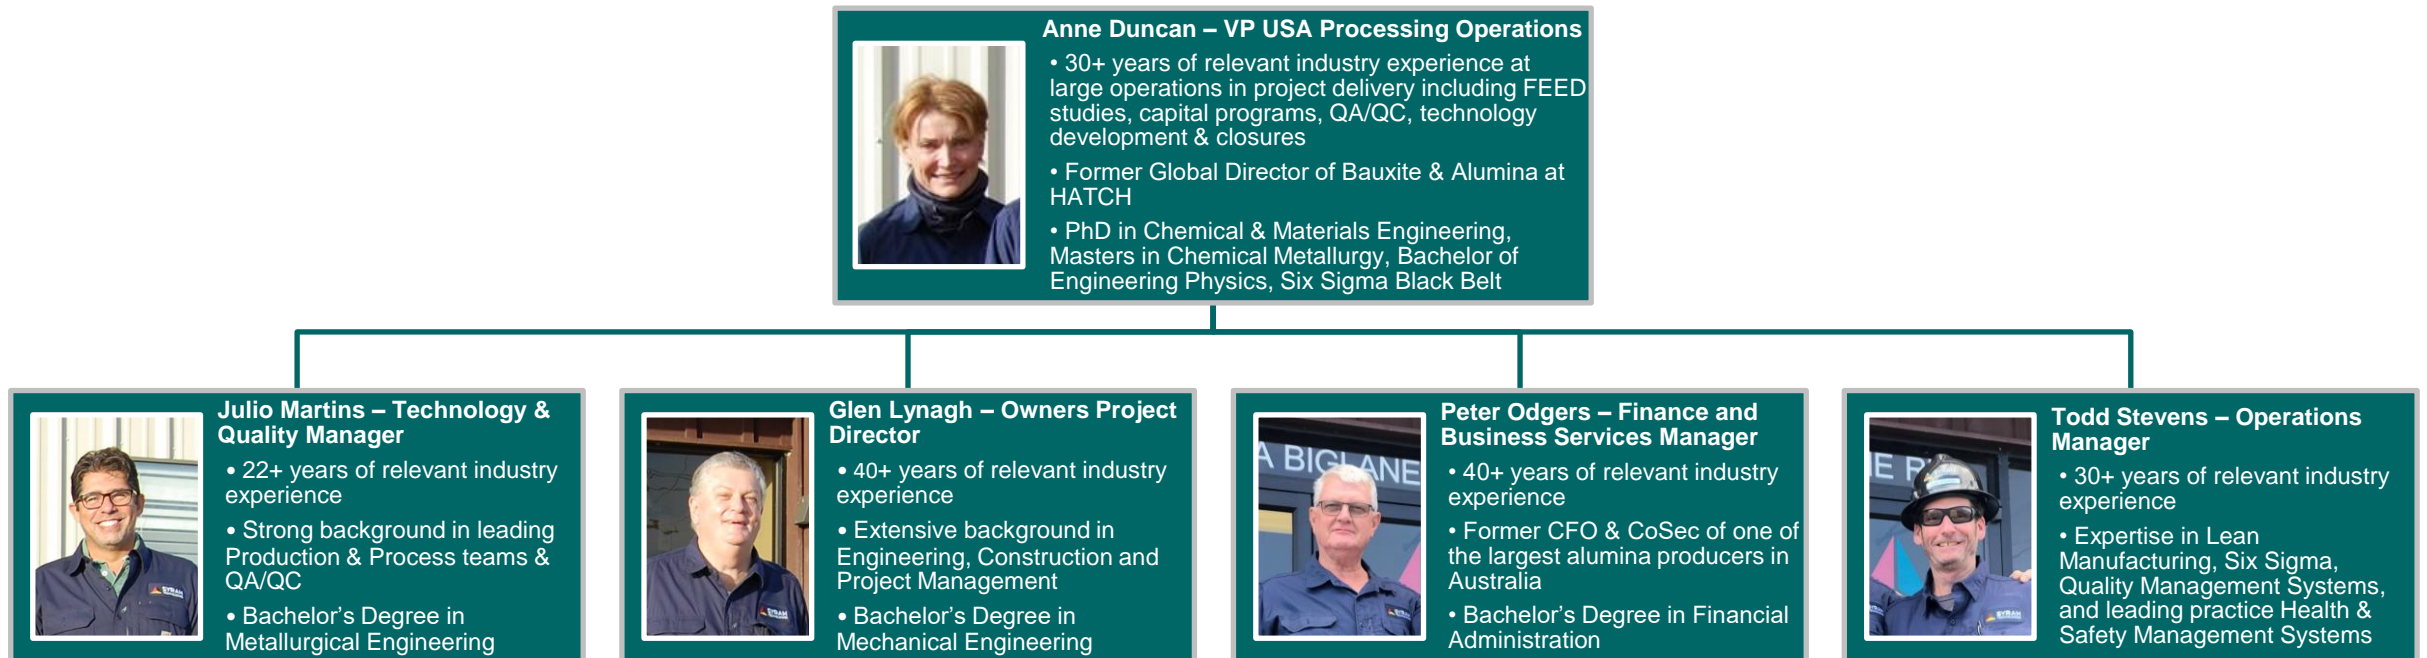 Anne Duncan – VP USA Processing Operations
• 30+ years of relevant industry experience at
large operations in project delivery including FEED
studies, capital programs, QA/QC, technology
development & closures
• Former Global Director of Bauxite & Alumina at
HATCH
• PhD in Chemical & Materials Engineering,
Masters in Chemical Metallurgy, Bachelor of
Engineering Physics, Six Sigma Black Belt
Julio Martins – Technology &
Quality Manager
• 22+ years of relevant industry
experience
• Strong background in leading
Production & Process teams &
QA/QC
• Bachelor’s Degree in
Metallurgical Engineering
SYRAH
Glen Lynagh – Owners Project
Director
• 40+ years of relevant industry
experience
• Extensive background in
Engineering, Construction and
Project Management
• Bachelor’s Degree in
Mechanical Engineering
SYRAH
Peter Odgers – Finance and
Business Services Manager
• 40+ years of relevant industry
experience
• Former CFO & CoSec of one of
the largest alumina producers in
Australia
• Bachelor’s Degree in Financial
Administration
A BIGLANE
SYRAH
Todd Stevens – Operations
Manager
• 30+ years of relevant industry
experience
• Expertise in Lean
Manufacturing, Six Sigma,
Quality Management Systems,
and leading practice Health &
Safety Management Systems
SYRAH